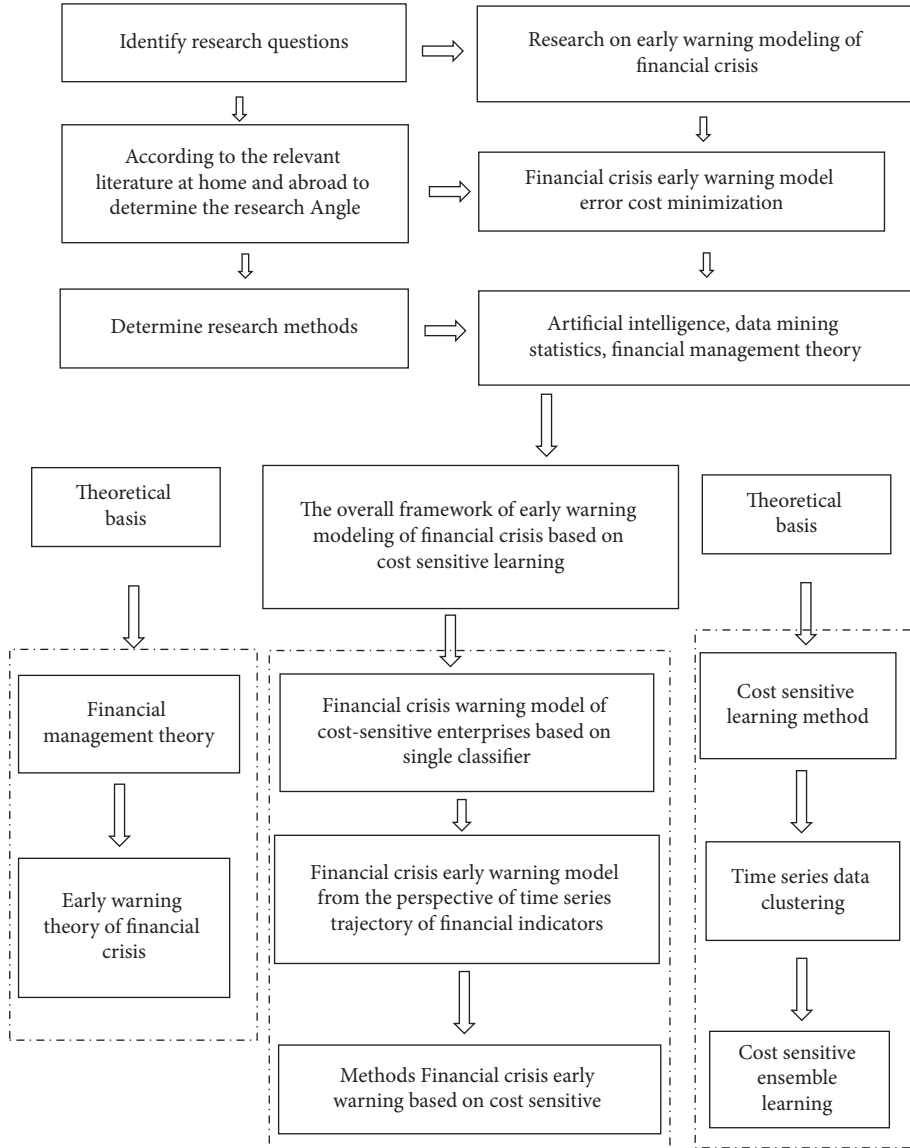 Identify research questions
Research on early warning modeling of
financial crisis
According to the relevant
literature at home and abroad to
determine the research Angle
Financial crisis early warning model
error cost minimization
Determine research methods
Artificial intelligence, data mining
statistics, financial management theory
Theoretical
basis
The overall framework of early warning
modeling of financial crisis based on
cost sensitive learning
Theoretical
basis
Financial
management theory
Early warning
theory of financial
crisis
Financial crisis warning model of
cost-sensitive enterprises based on
single classifier
Financial crisis early warning model
from the perspective of time series
trajectory of financial indicators
Methods Financial crisis early
warning based on cost sensitive
Cost sensitive
learning method
Time series data
clustering
Cost sensitive
ensemble
learning